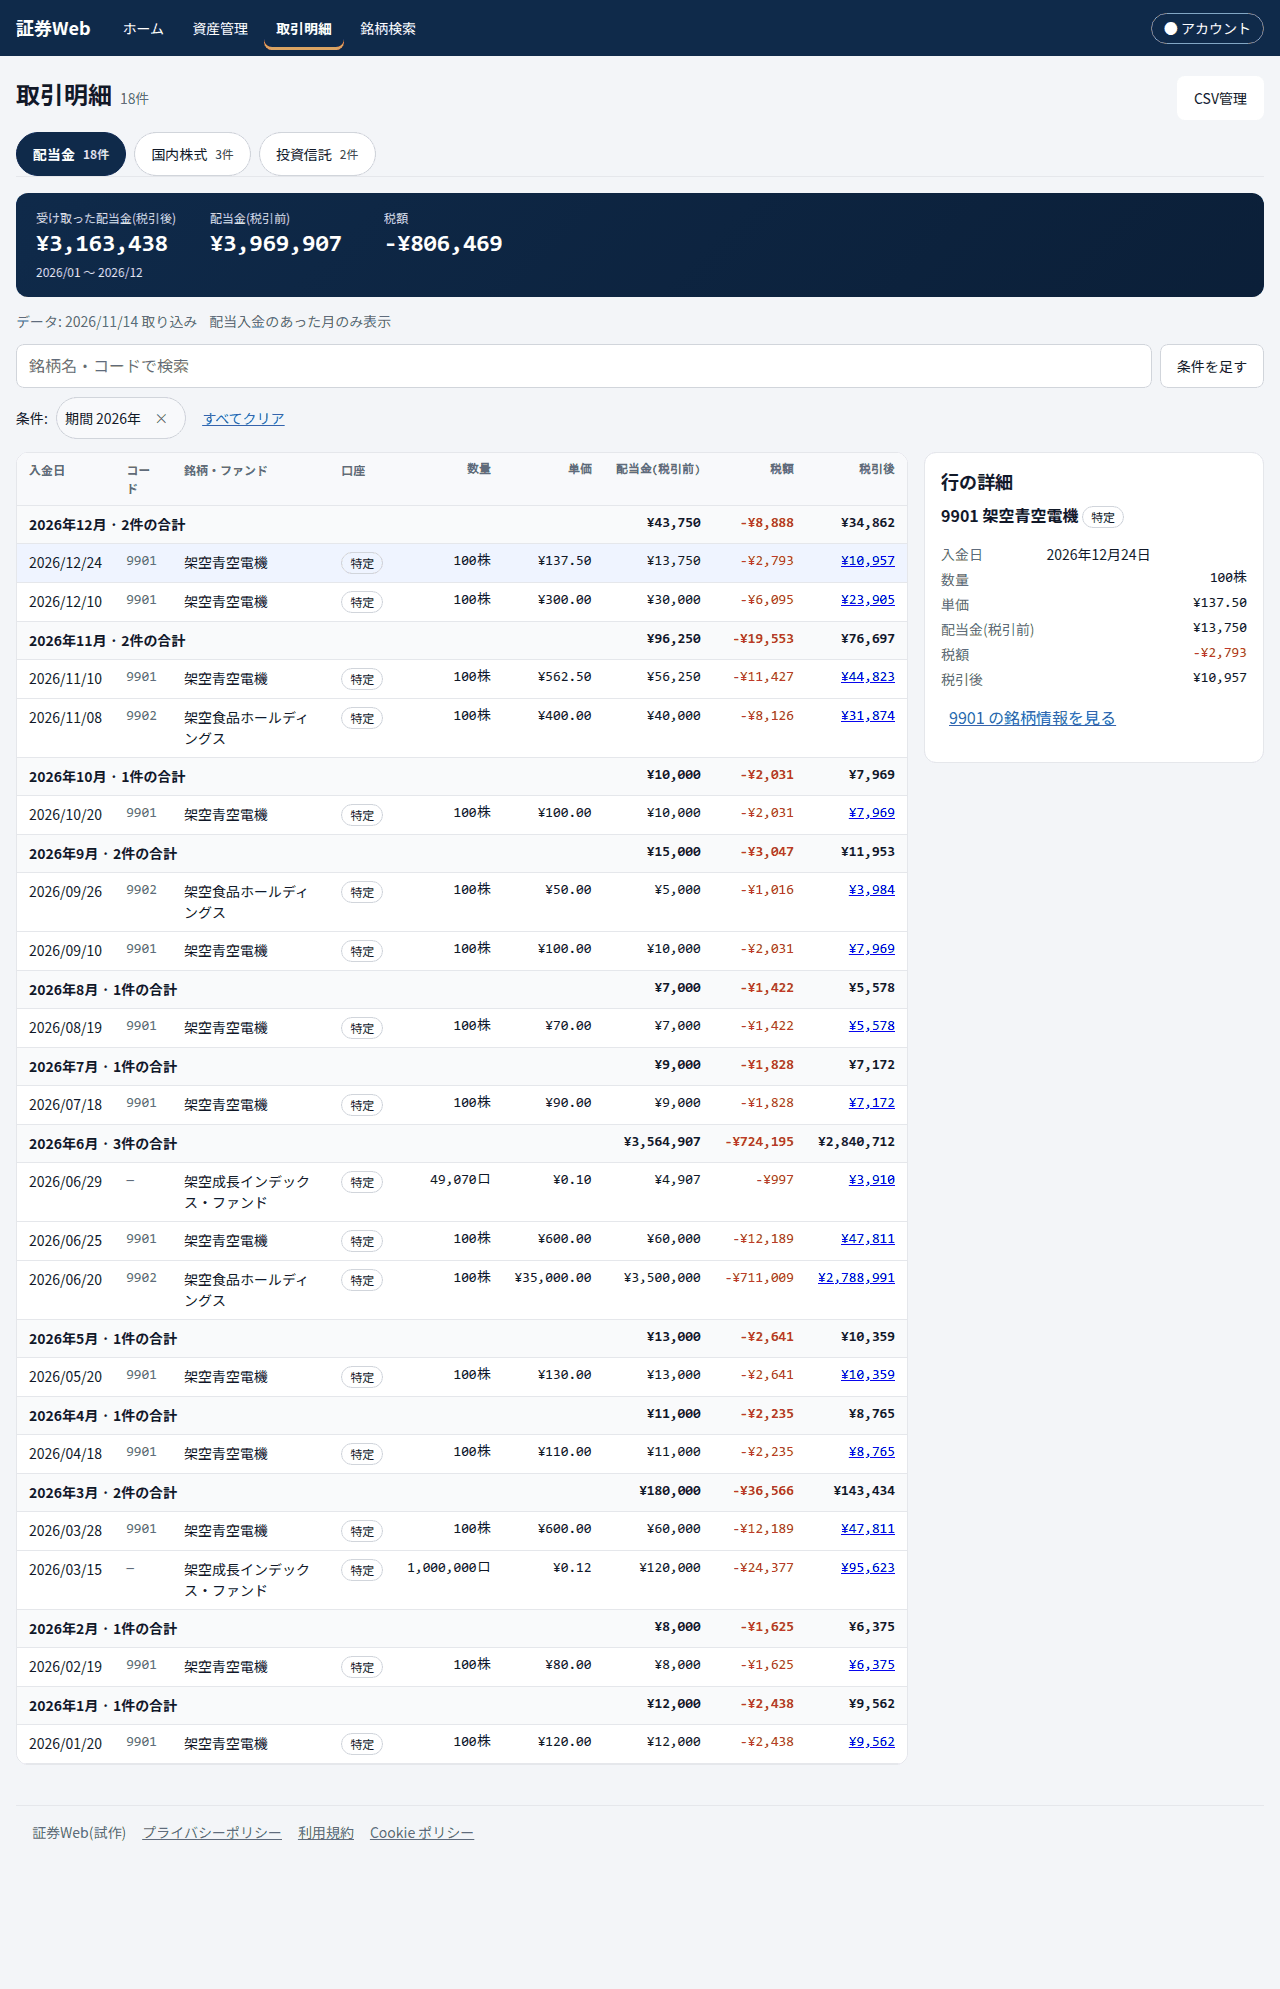 証券Web ホーム 資産管理 取引明細 銘柄検索 アカウント
取引明細 18件 CSV管理
配当金 18件 国内株式 3件 投資信託 2件
受け取った配当金(税引後) 配当金(税引前) 税額
¥3,163,438 ¥3,969,907 -¥806,469
2026/01 〜 2026/12
データ: 2026/11/14 取り込み 配当入金のあった月のみ表示
銘柄名・コードで検索 条件を足す
条件: 期間 2026年 × すべてクリア
入金日 コード 銘柄・ファンド 口座 数量 単価 配当金(税引前) 税額 税引後
2026年12月・2件の合計 ¥43,750 -¥8,888 ¥34,862
2026/12/24 9901 架空青空電機 特定 100株 ¥137.50 ¥13,750 -¥2,793 ¥10,957
2026/12/10 9901 架空青空電機 特定 100株 ¥300.00 ¥30,000 -¥6,095 ¥23,905
2026年11月・2件の合計 ¥96,250 -¥19,553 ¥76,697
2026/11/10 9901 架空青空電機 特定 100株 ¥562.50 ¥56,250 -¥11,427 ¥44,823
2026/11/08 9902 架空食品ホールディングス 特定 100株 ¥400.00 ¥40,000 -¥8,126 ¥31,874
2026年10月・1件の合計 ¥10,000 -¥2,031 ¥7,969
2026/10/20 9901 架空青空電機 特定 100株 ¥100.00 ¥10,000 -¥2,031 ¥7,969
2026年9月・2件の合計 ¥15,000 -¥3,047 ¥11,953
2026/09/26 9902 架空食品ホールディングス 特定 100株 ¥50.00 ¥5,000 -¥1,016 ¥3,984
2026/09/10 9901 架空青空電機 特定 100株 ¥100.00 ¥10,000 -¥2,031 ¥7,969
2026年8月・1件の合計 ¥7,000 -¥1,422 ¥5,578
2026/08/19 9901 架空青空電機 特定 100株 ¥70.00 ¥7,000 -¥1,422 ¥5,578
2026年7月・1件の合計 ¥9,000 -¥1,828 ¥7,172
2026/07/18 9901 架空青空電機 特定 100株 ¥90.00 ¥9,000 -¥1,828 ¥7,172
2026年6月・3件の合計 ¥3,564,907 -¥724,195 ¥2,840,712
2026/06/29 — 架空成長インデックス・ファンド 特定 49,070口 ¥0.10 ¥4,907 -¥997 ¥3,910
2026/06/25 9901 架空青空電機 特定 100株 ¥600.00 ¥60,000 -¥12,189 ¥47,811
2026/06/20 9902 架空食品ホールディングス 特定 100株 ¥35,000.00 ¥3,500,000 -¥711,009 ¥2,788,991
2026年5月・1件の合計 ¥13,000 -¥2,641 ¥10,359
2026/05/20 9901 架空青空電機 特定 100株 ¥130.00 ¥13,000 -¥2,641 ¥10,359
2026年4月・1件の合計 ¥11,000 -¥2,235 ¥8,765
2026/04/18 9901 架空青空電機 特定 100株 ¥110.00 ¥11,000 -¥2,235 ¥8,765
2026年3月・2件の合計 ¥180,000 -¥36,566 ¥143,434
2026/03/28 9901 架空青空電機 特定 100株 ¥600.00 ¥60,000 -¥12,189 ¥47,811
2026/03/15 — 架空成長インデックス・ファンド 特定 1,000,000口 ¥0.12 ¥120,000 -¥24,377 ¥95,623
2026年2月・1件の合計 ¥8,000 -¥1,625 ¥6,375
2026/02/19 9901 架空青空電機 特定 100株 ¥80.00 ¥8,000 -¥1,625 ¥6,375
2026年1月・1件の合計 ¥12,000 -¥2,438 ¥9,562
2026/01/20 9901 架空青空電機 特定 100株 ¥120.00 ¥12,000 -¥2,438 ¥9,562
行の詳細
9901 架空青空電機 特定
入金日 2026年12月24日
数量 100株
単価 ¥137.50
配当金(税引前) ¥13,750
税額 -¥2,793
税引後 ¥10,957
9901 の銘柄情報を見る
証券Web(試作) プライバシーポリシー 利用規約 Cookie ポリシー